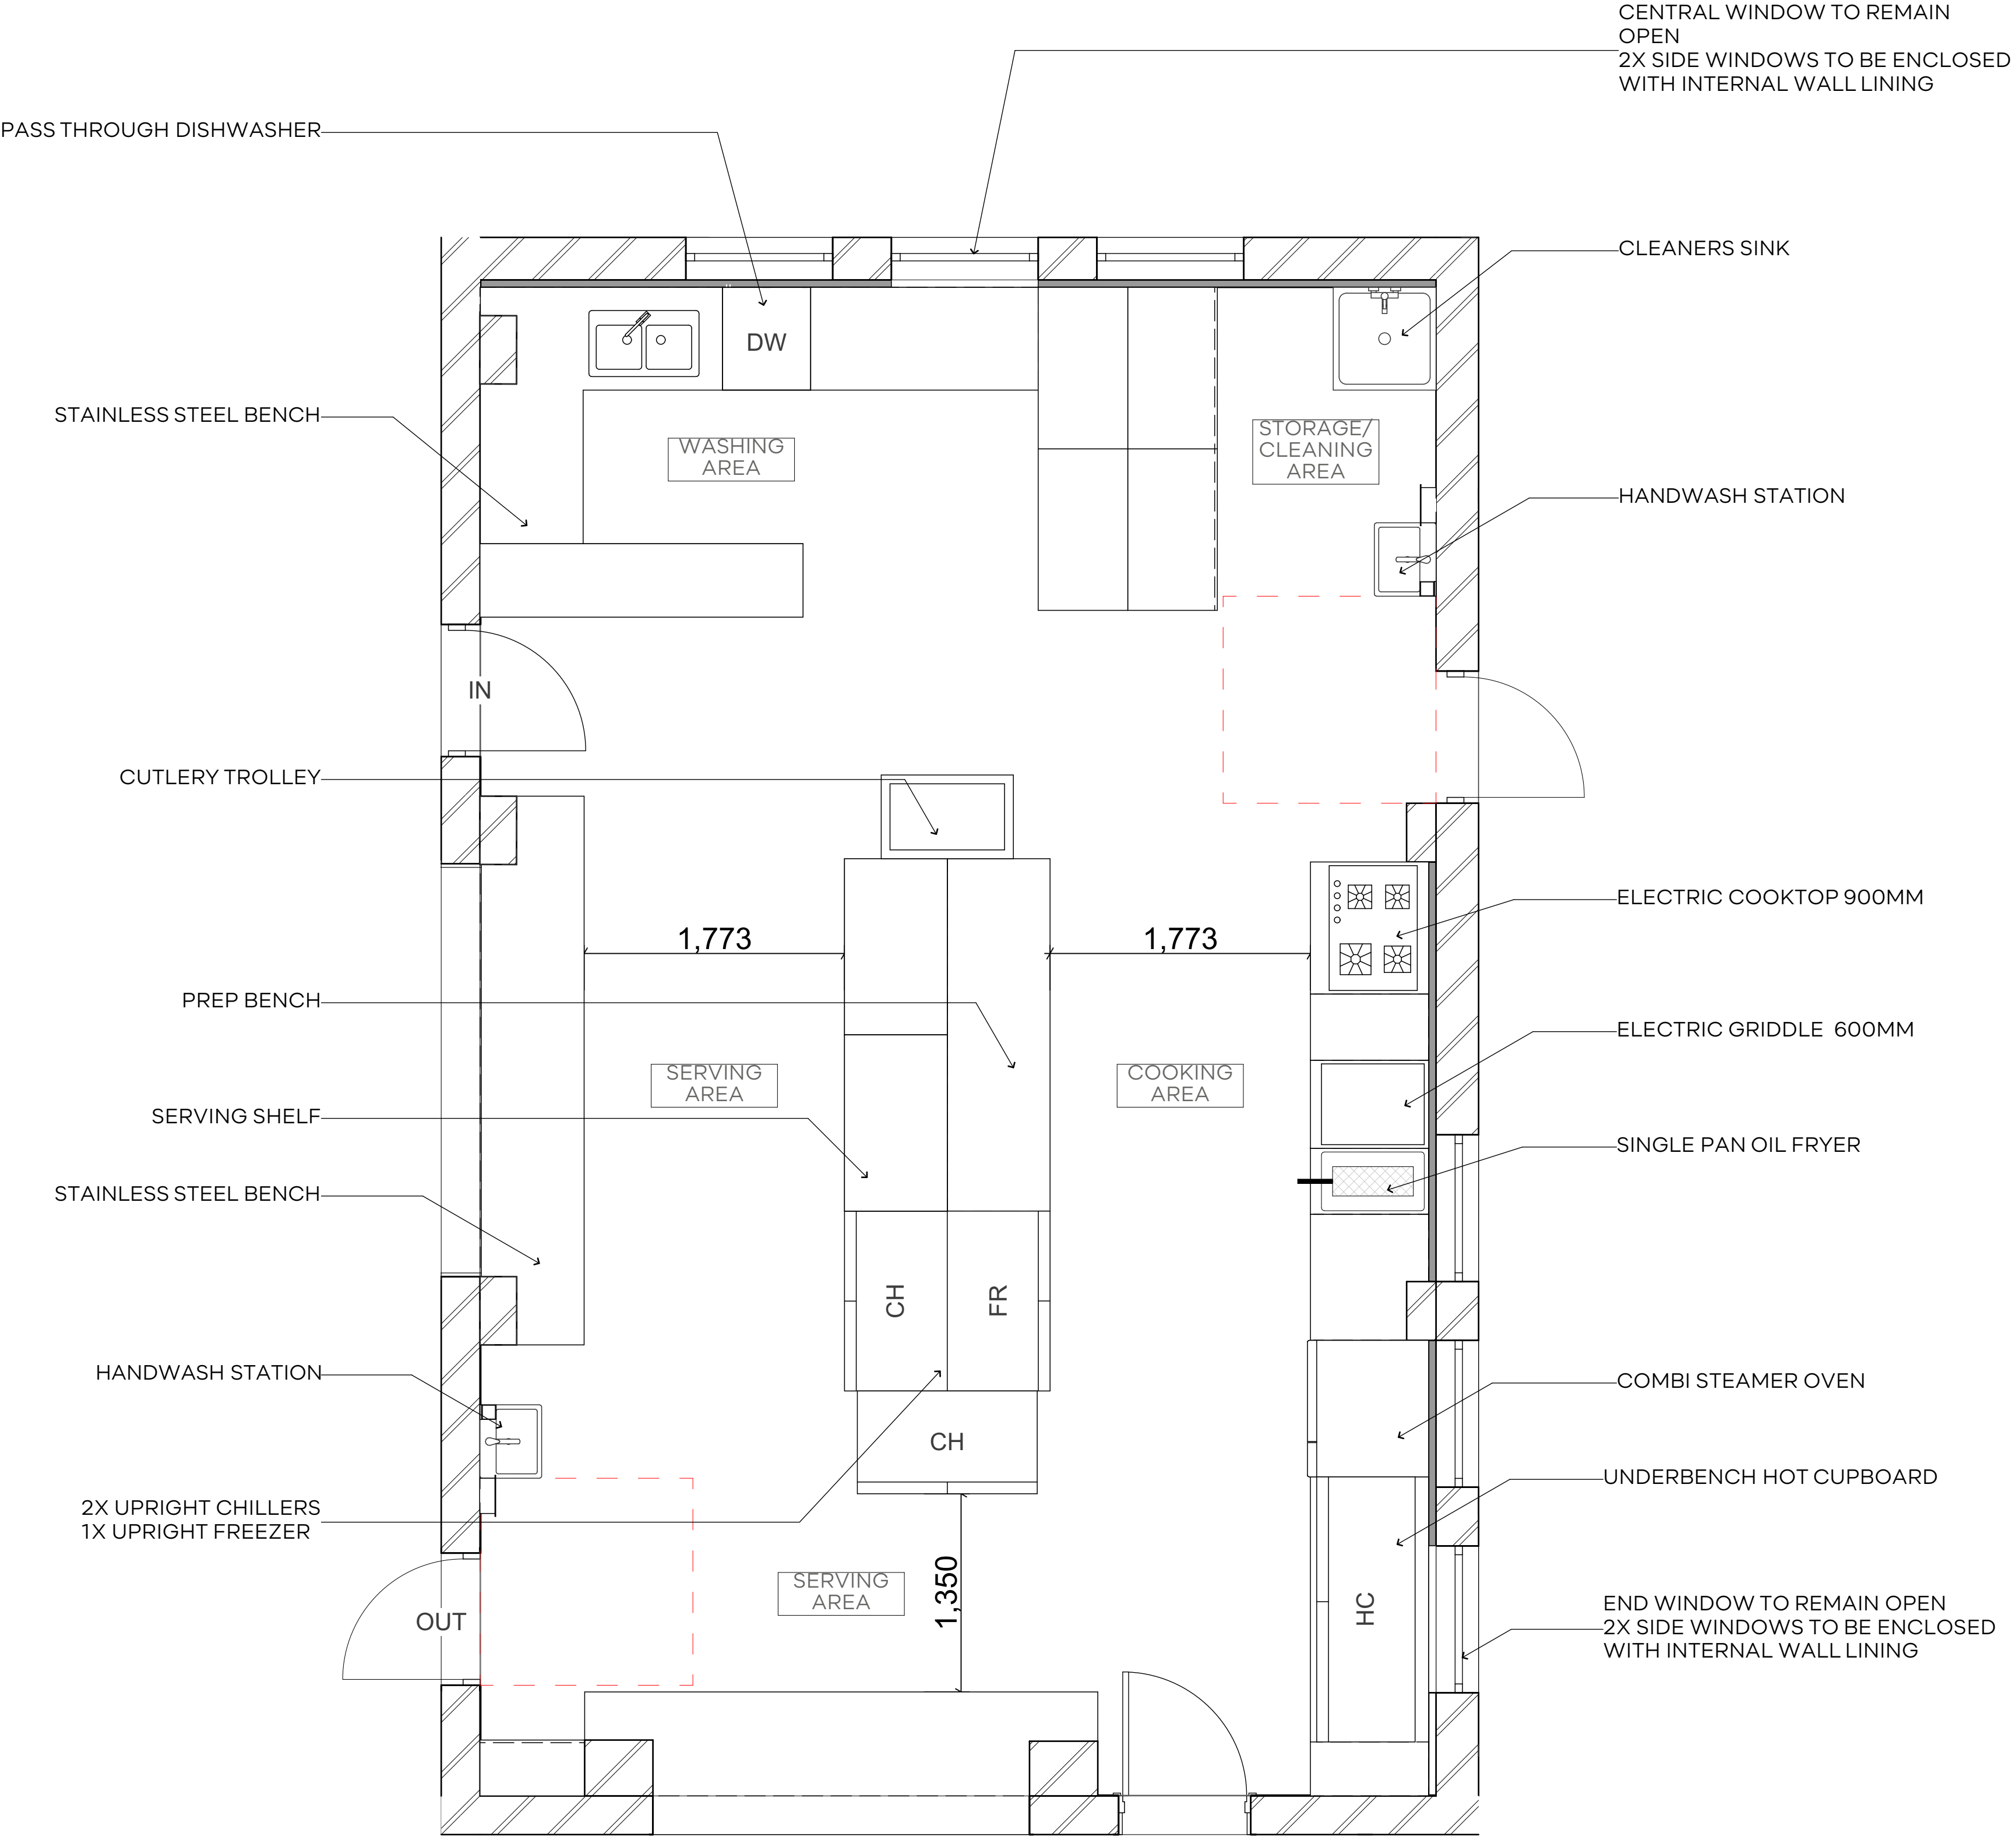 CENTRAL WINDOW TO REMAIN
OPEN
2X SIDE WINDOWS TO BE ENCLOSED
WITH INTERNAL WALL LINING
PASS THROUGH DISHWASHER
CLEANERS SINK
DW
STAINLESS STEEL BENCH
WASHING
AREA
STORAGE/
CLEANING
AREA
HANDWASH STATION
IN
CUTLERY TROLLEY
ELECTRIC COOKTOP 900MM
1,773
1,773
PREP BENCH
ELECTRIC GRIDDLE 600MM
SERVING
AREA
COOKING
AREA
SERVING SHELF
SINGLE PAN OIL FRYER
STAINLESS STEEL BENCH
CH
FR
HANDWASH STATION
COMBI STEAMER OVEN
CH
UNDERBENCH HOT CUPBOARD
2X UPRIGHT CHILLERS
1X UPRIGHT FREEZER
SERVING
AREA
1,350
HC
OUT
END WINDOW TO REMAIN OPEN
2X SIDE WINDOWS TO BE ENCLOSED
WITH INTERNAL WALL LINING